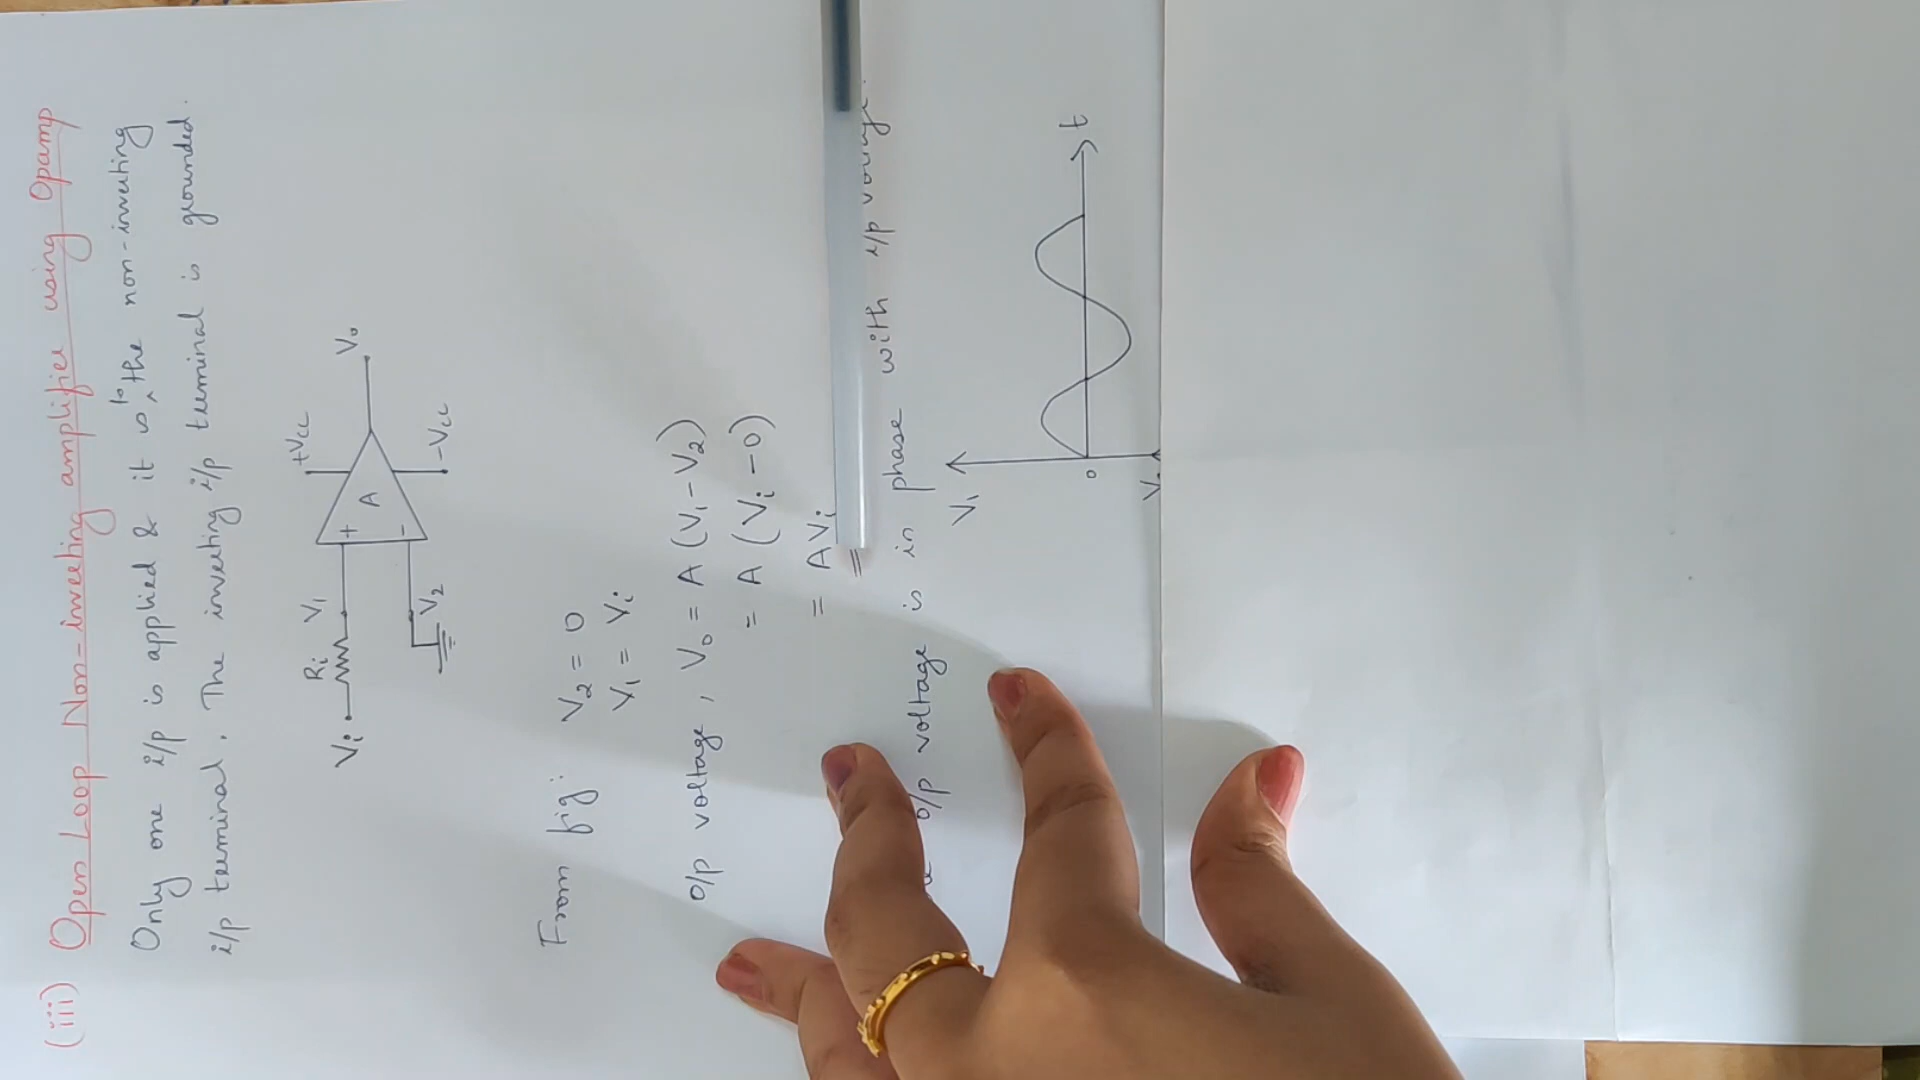 (iii) Open Loop Non-inverting amplifier using Opamp
Only one i/p is applied & it is to the non-inverting
i/p terminal. The inverting i/p terminal is grounded.
+Vcc
Ri V1
Vi
+
A
Vo
-
V2
-Vcc
From fig: V2 = 0
V1 = Vi
O/p voltage, Vo = A (V1 - V2)
= A (Vi - 0)
= AVi
o/p voltage is in phase with i/p voltage.
V1
0
t